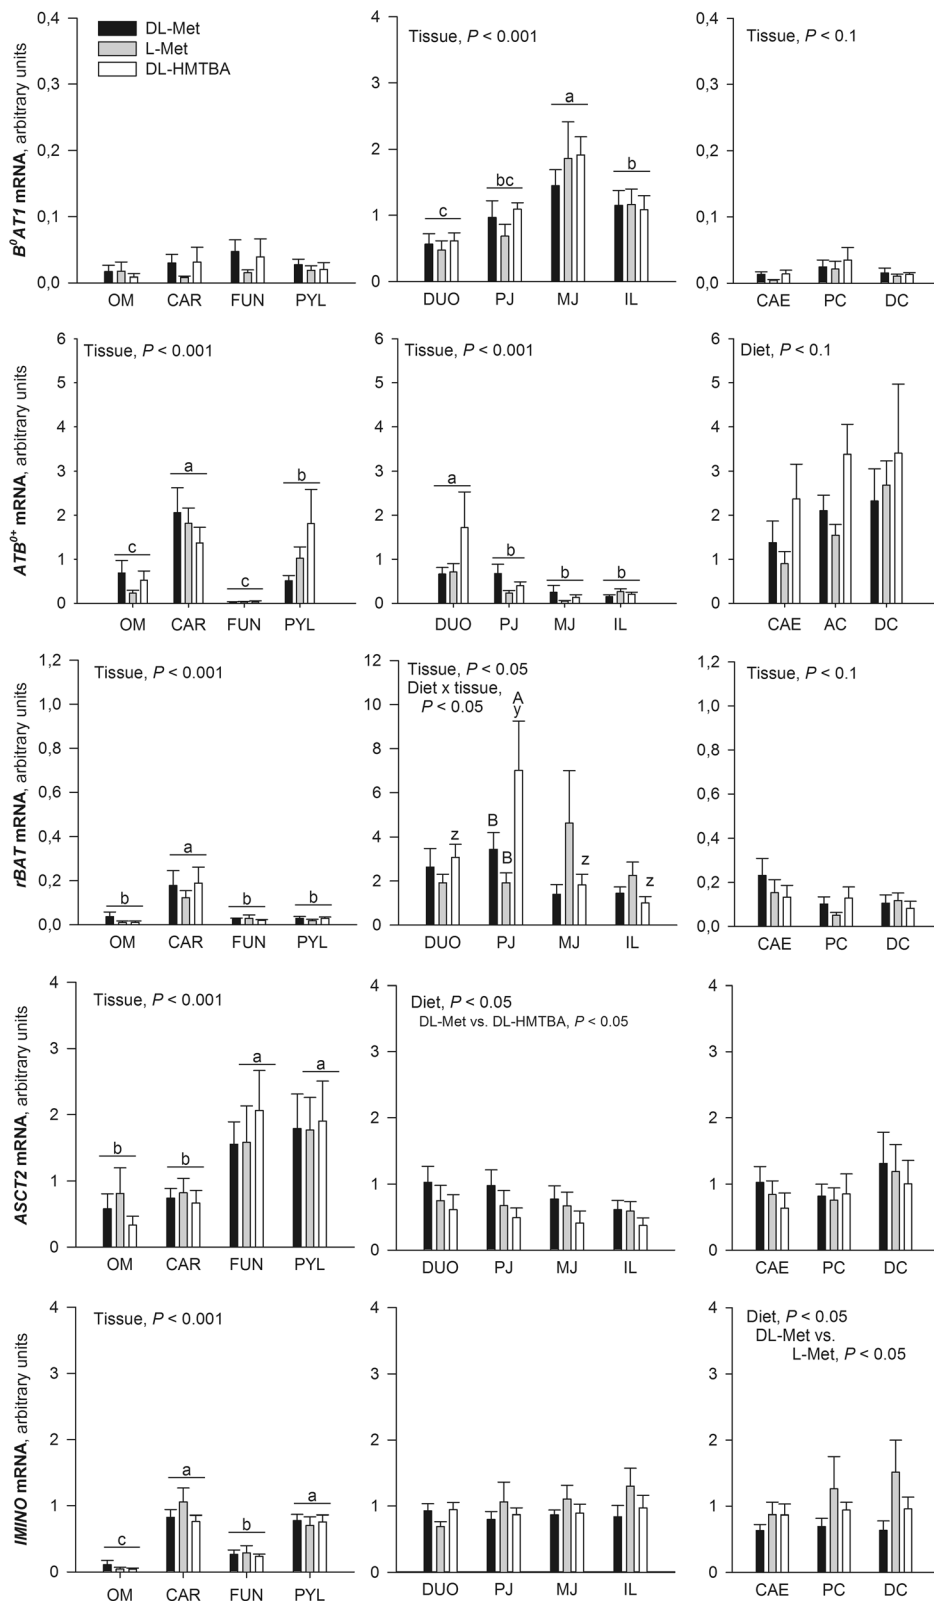 B⁰AT1 mRNA, arbitrary units
0,4
0,3
0,2
0,1
0,0
DL-Met
L-Met
DL-HMTBA
OM CAR FUN PYL
4
3
2
1
0
Tissue, P < 0.001
c
bc
a
b
DUO PJ MJ IL
0,4
0,3
0,2
0,1
0,0
Tissue, P < 0.1
CAE PC DC
ATB⁰⁺ mRNA, arbitrary units
6
5
4
3
2
1
0
Tissue, P < 0.001
c
a
c
b
OM CAR FUN PYL
6
5
4
3
2
1
0
Tissue, P < 0.001
a
b
b
b
DUO PJ MJ IL
6
5
4
3
2
1
0
Diet, P < 0.1
CAE AC DC
rBAT mRNA, arbitrary units
1,2
1,0
0,8
0,6
0,4
0,2
0,0
Tissue, P < 0.001
b
a
b
b
OM CAR FUN PYL
12
10
8
6
4
2
0
Tissue, P < 0.05
Diet x tissue,
P < 0.05
z
B
B
A
y
z
z
DUO PJ MJ IL
1,2
1,0
0,8
0,6
0,4
0,2
0,0
Tissue, P < 0.1
CAE PC DC
ASCT2 mRNA, arbitrary units
4
3
2
1
0
Tissue, P < 0.001
b
b
a
a
OM CAR FUN PYL
4
3
2
1
0
Diet, P < 0.05
DL-Met vs. DL-HMTBA, P < 0.05
DUO PJ MJ IL
4
3
2
1
0
CAE PC DC
IMINO mRNA, arbitrary units
4
3
2
1
0
Tissue, P < 0.001
c
a
b
a
OM CAR FUN PYL
4
3
2
1
0
DUO PJ MJ IL
4
3
2
1
0
Diet, P < 0.05
DL-Met vs.
L-Met, P < 0.05
CAE PC DC